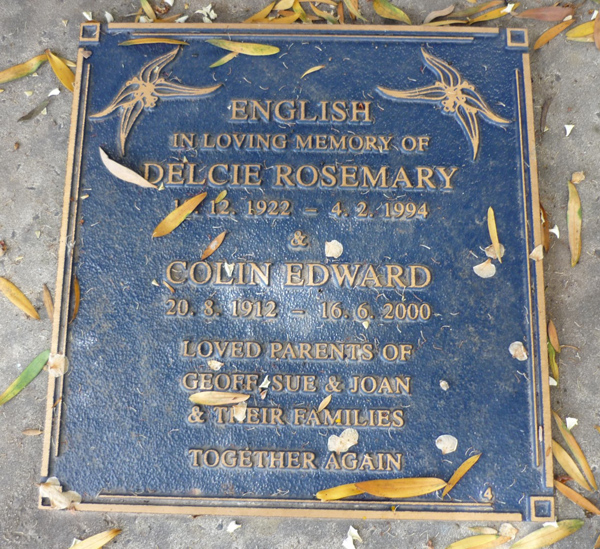 ENGLISH
IN LOVING MEMORY OF
DELCIE ROSEMARY
12. 1922 – 4. 2. 1994
&
COLIN EDWARD
20. 8. 1912 – 16. 6. 2000
LOVED PARENTS OF
GEOFF, SUE & JOAN
& THEIR FAMILIES
TOGETHER AGAIN
4